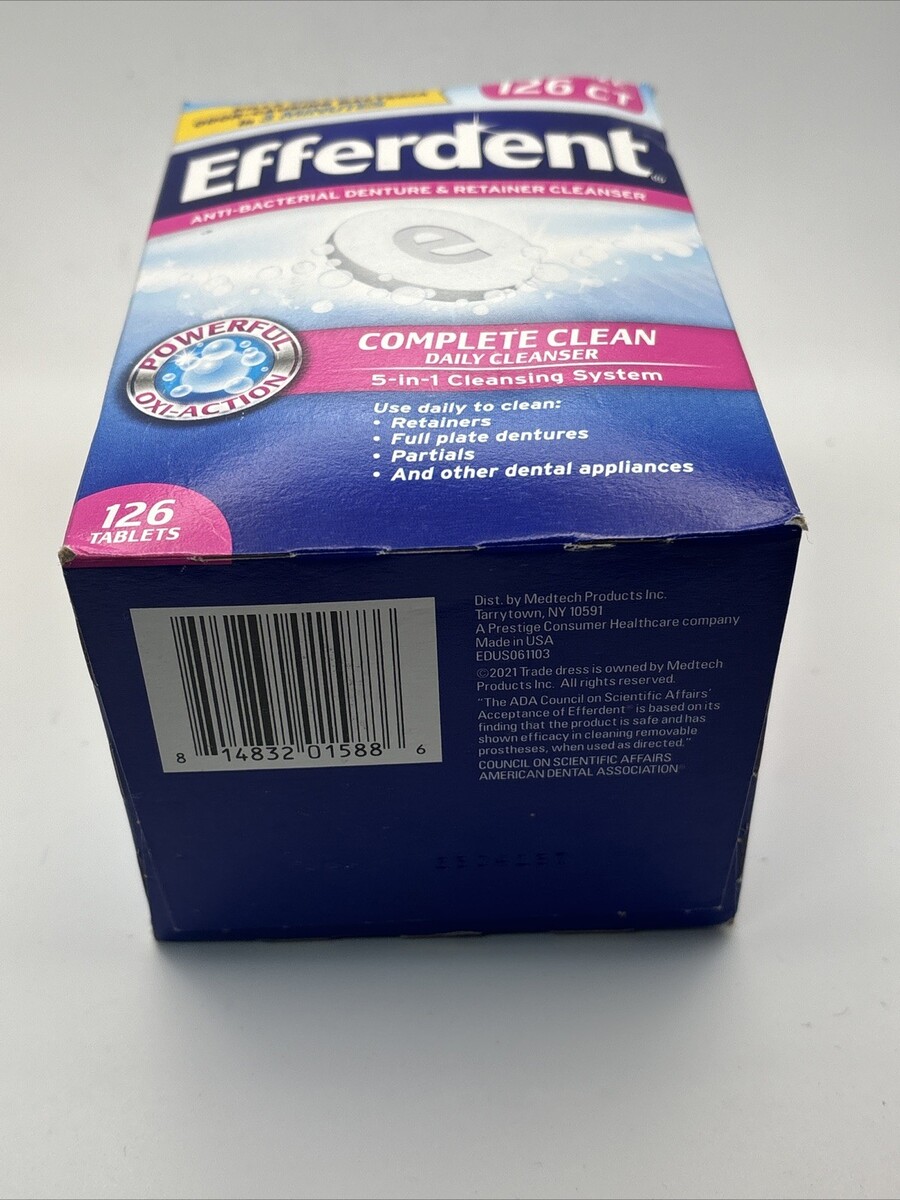 126 CT
IN 3 MINUTES
Efferdent®
ANTI-BACTERIAL DENTURE & RETAINER CLEANSER
e
POWERFUL
OXI-ACTION
COMPLETE CLEAN
DAILY CLEANSER
5-in-1 Cleansing System
Use daily to clean:
• Retainers
• Full plate dentures
• Partials
• And other dental appliances
126
TABLETS
8 14832 01588 6
Dist. by Medtech Products Inc.
Tarrytown, NY 10591
A Prestige Consumer Healthcare company
Made in USA
EDUS061103
©2021 Trade dress is owned by Medtech
Products Inc. All rights reserved.
"The ADA Council on Scientific Affairs'
Acceptance of Efferdent® is based on its
finding that the product is safe and has
shown efficacy in cleaning removable
prostheses, when used as directed."
COUNCIL ON SCIENTIFIC AFFAIRS
AMERICAN DENTAL ASSOCIATION®